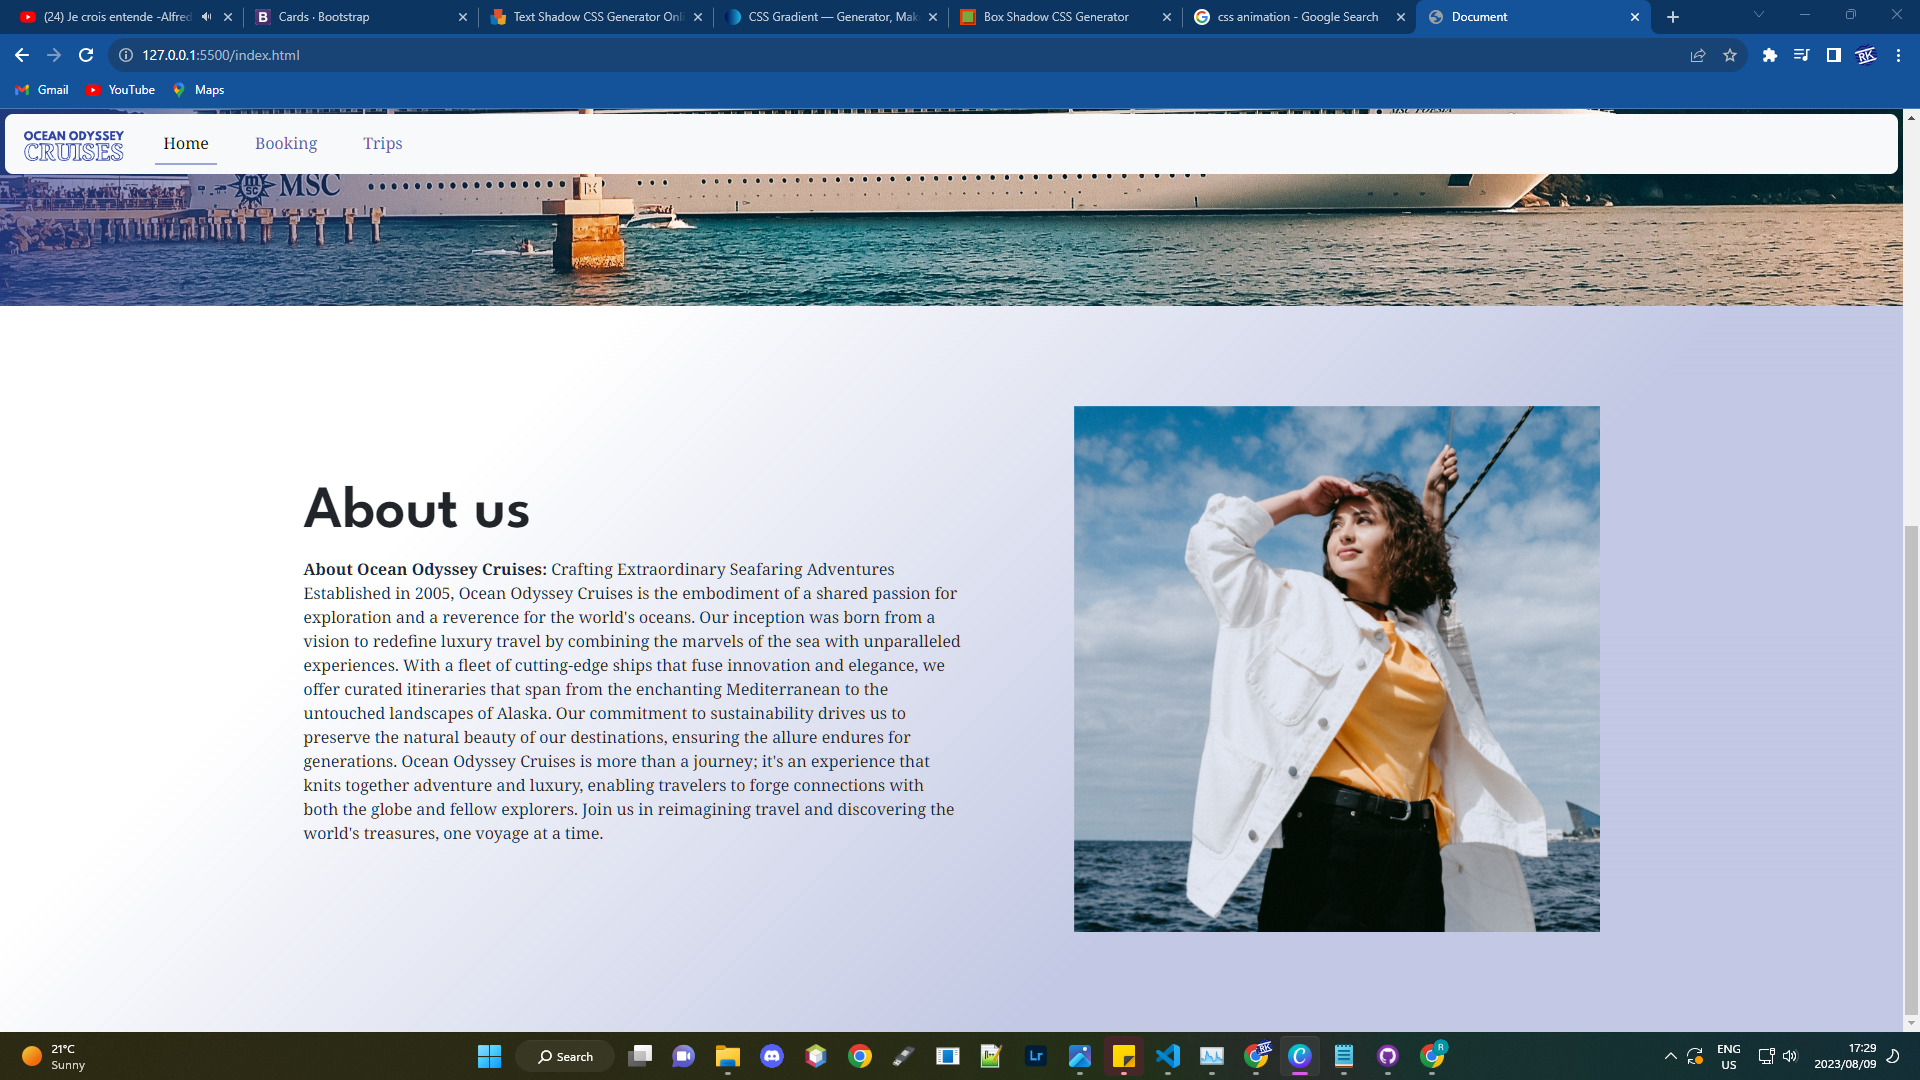 (24) Je crois entende -Alfred
Cards · Bootstrap
Text Shadow CSS Generator Onli
CSS Gradient — Generator, Mak
Box Shadow CSS Generator
css animation - Google Search
Document
127.0.0.1:5500/index.html
RK
Gmail
YouTube
Maps
OCEAN ODYSSEY
CRUISES
Home
Booking
Trips
MSC
About us
About Ocean Odyssey Cruises: Crafting Extraordinary Seafaring Adventures
Established in 2005, Ocean Odyssey Cruises is the embodiment of a shared passion for
exploration and a reverence for the world's oceans. Our inception was born from a
vision to redefine luxury travel by combining the marvels of the sea with unparalleled
experiences. With a fleet of cutting-edge ships that fuse innovation and elegance, we
offer curated itineraries that span from the enchanting Mediterranean to the
untouched landscapes of Alaska. Our commitment to sustainability drives us to
preserve the natural beauty of our destinations, ensuring the allure endures for
generations. Ocean Odyssey Cruises is more than a journey; it's an experience that
knits together adventure and luxury, enabling travelers to forge connections with
both the globe and fellow explorers. Join us in reimagining travel and discovering the
world's treasures, one voyage at a time.
21°C
Sunny
Search
Lr
RK
R
ENG
US
17:29
2023/08/09